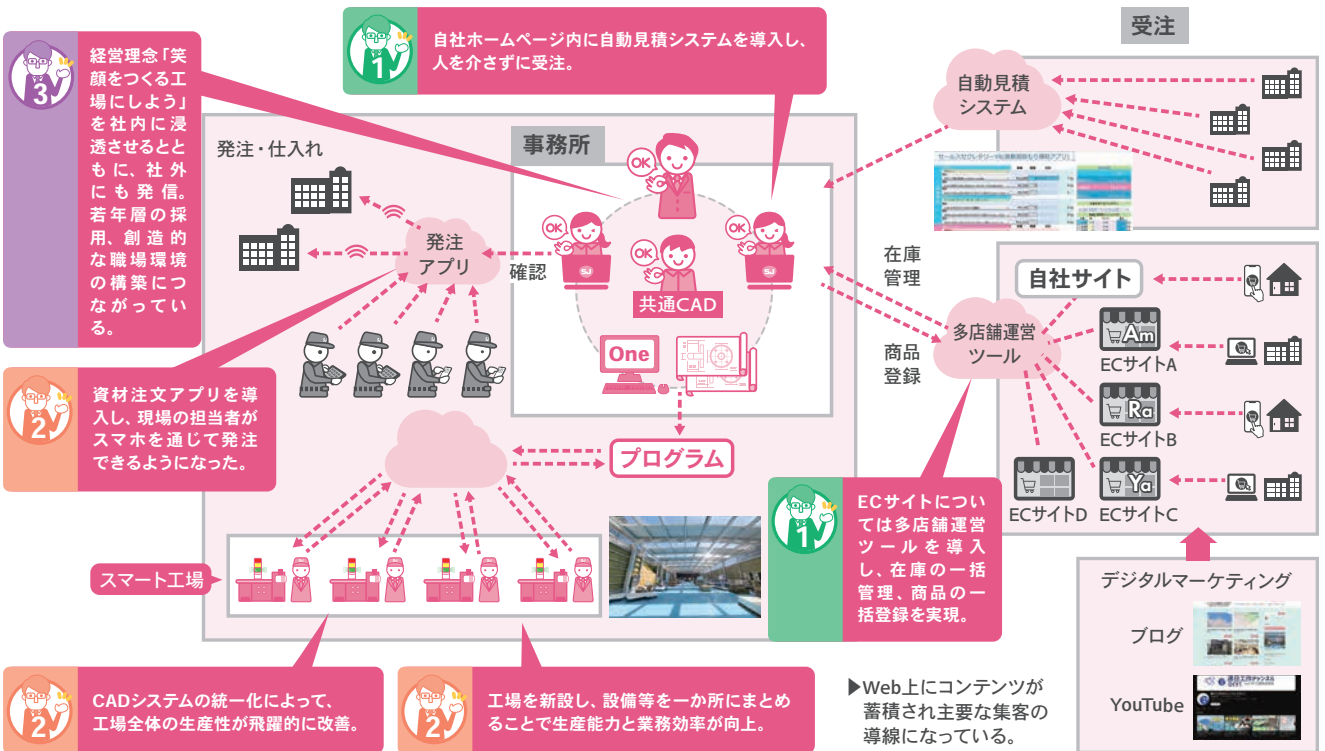 3
経営理念「笑
顔をつくる工
場にしよう」
を社内に浸
透させるとと
もに、社外
にも発信。
若年層の採
用、創造的
な職場環境
の構築につ
ながってい
る。
1
自社ホームページ内に自動見積システムを導入し、
人を介さずに受注。
受注
自動見積
システム
事務所
発注・仕入れ
OK
OK
OK
OK
SJ
SJ
共通CAD
発注
アプリ
確認
One
プログラム
在庫
管理
商品
登録
自社サイト
多店舗運営
ツール
Am
ECサイトA
Ra
ECサイトB
Ya
ECサイトD
ECサイトC
2
資材注文アプリを導
入し、現場の担当者が
スマホを通じて発注
できるようになった。
1
ECサイトについ
ては多店舗運営
ツールを導入
し、在庫の一括
管理、商品の一
括登録を実現。
スマート工場
デジタルマーケティング
ブログ
YouTube
2
CADシステムの統一化によって、
工場全体の生産性が飛躍的に改善。
2
工場を新設し、設備等を一か所にまとめ
ることで生産能力と業務効率が向上。
▶Web上にコンテンツが
蓄積され主要な集客の
導線になっている。